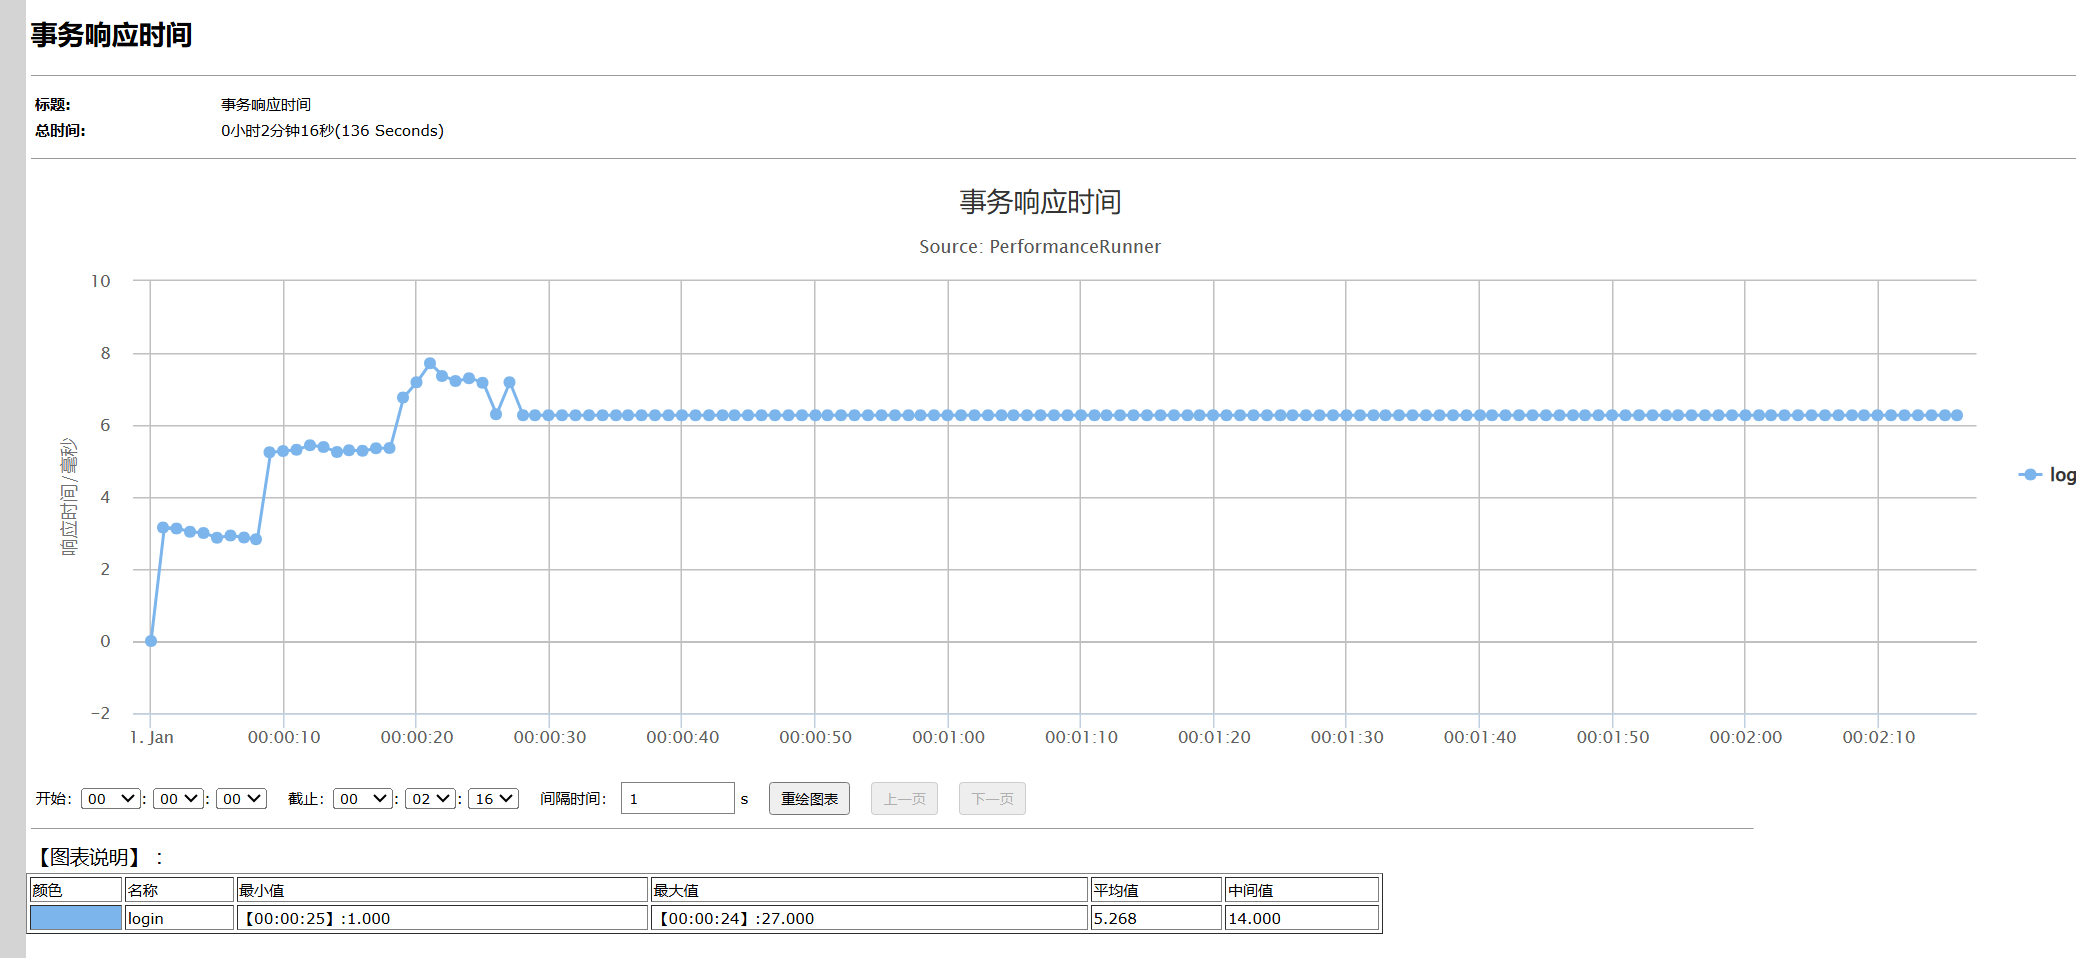 事务响应时间
标题: 事务响应时间
总时间: 0小时2分钟16秒(136 Seconds)
事务响应时间
Source: PerformanceRunner
响应时间/毫秒
10
8
6
4
2
0
-2
1. Jan 00:00:10 00:00:20 00:00:30 00:00:40 00:00:50 00:01:00 00:01:10 00:01:20 00:01:30 00:01:40 00:01:50 00:02:00 00:02:10
log
开始: 00 : 00 : 00 截止: 00 : 02 : 16 间隔时间: 1 s 重绘图表 上一页 下一页
【图表说明】:
颜色 名称 最小值 最大值 平均值 中间值
login 【00:00:25】:1.000 【00:00:24】:27.000 5.268 14.000